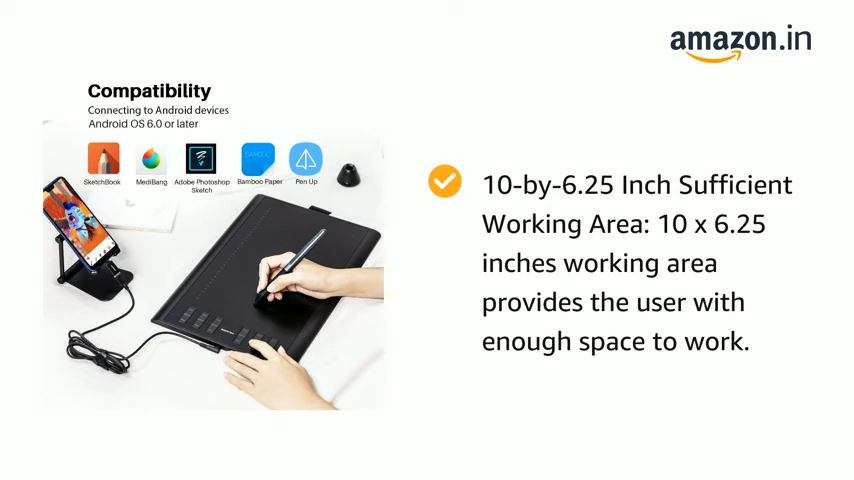 amazon.in
Compatibility
Connecting to Android devices
Android OS 6.0 or later
BAMBOO
SketchBook
MediBang
Adobe Photoshop
Sketch
Bamboo Paper
Pen Up
10-by-6.25 Inch Sufficient
Working Area: 10 x 6.25
inches working area
provides the user with
enough space to work.